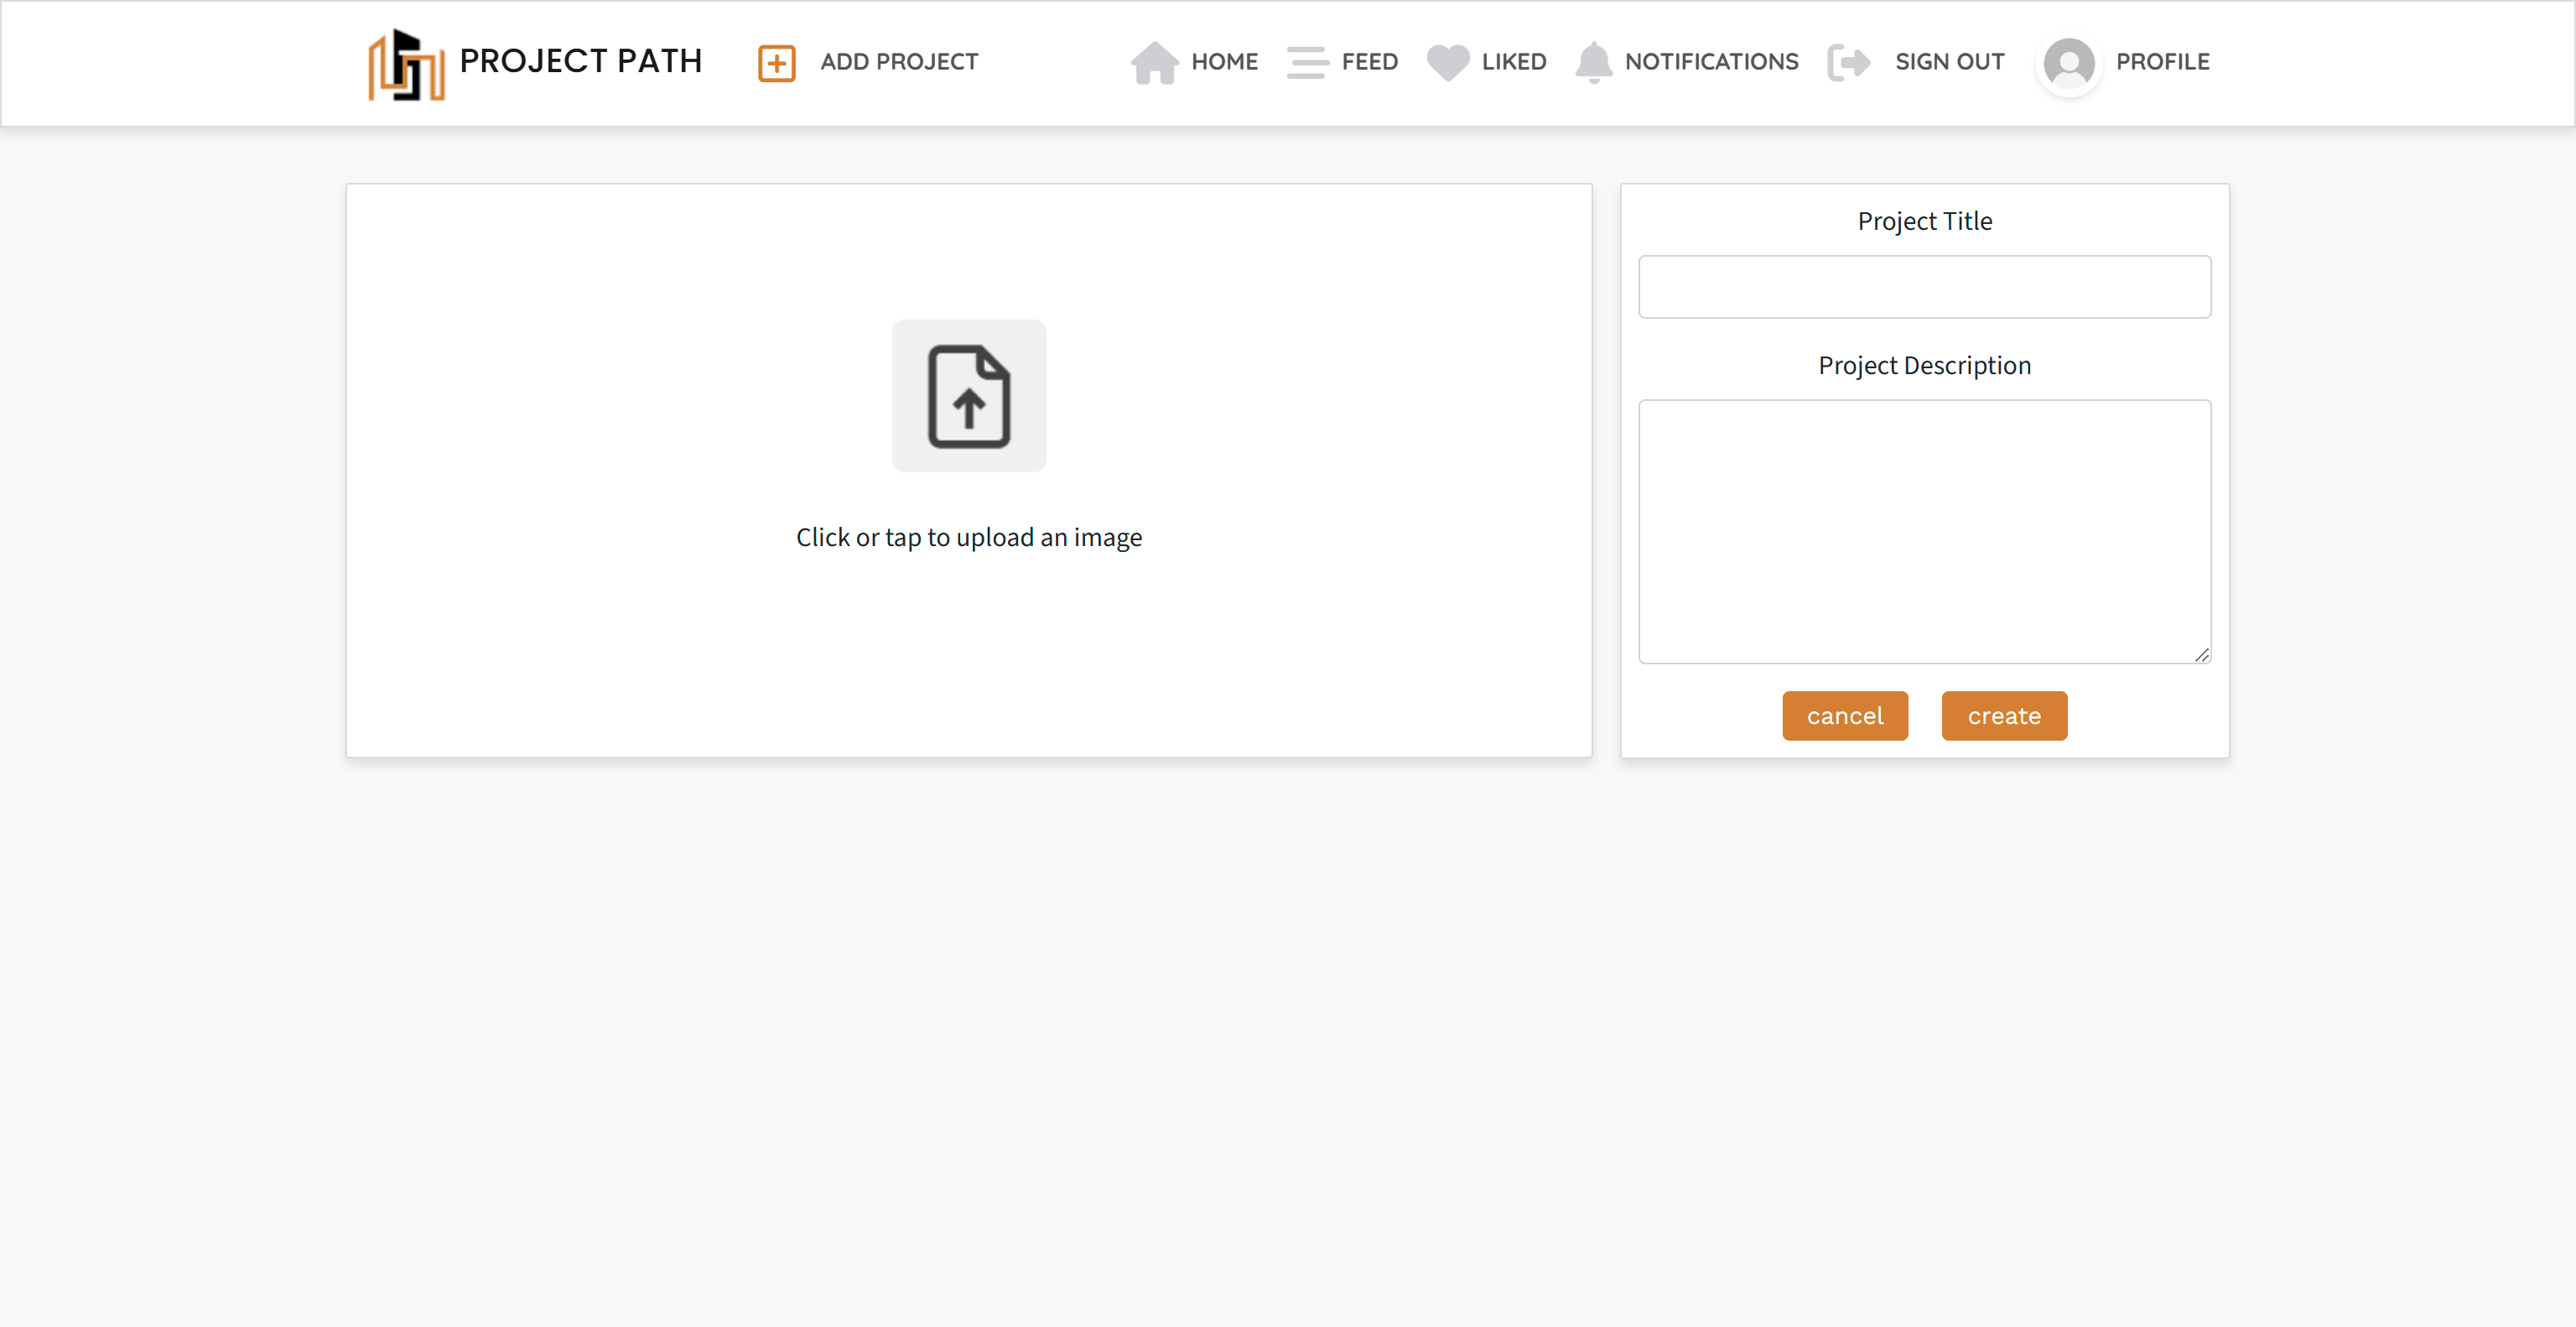 PROJECT PATH
ADD PROJECT
HOME
FEED
LIKED
NOTIFICATIONS
SIGN OUT
PROFILE
Click or tap to upload an image
Project Title
Project Description
cancel
create